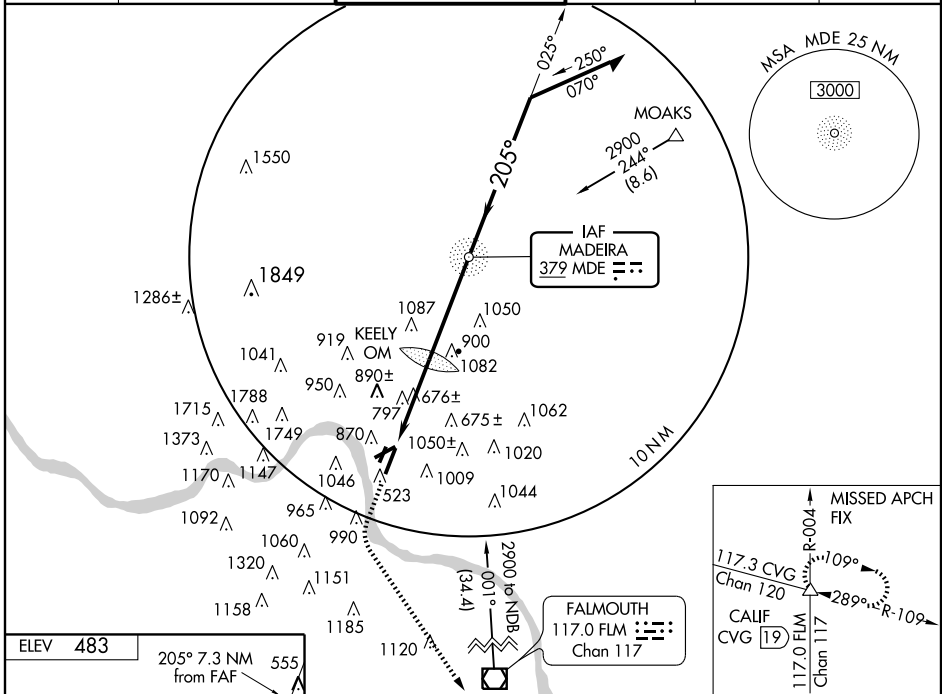 025°
250°
070°
MSA MDE 25 NM
3000
MOAKS
2900
244°
(8.6)
205°
1550
IAF
MADEIRA
379 MDE
1849
1286±
1087
1050
KEELY
OM
919
900
1082
1041
950
890±
797
676±
1788
1715
675±
1062
1749
870
1050±
1020
1373
1147
1170
1046
1009
523
1044
10 NM
965
990
1092
1060
1320
1151
1158
1185
1120
2900 to NDB
001°
(34.4)
FALMOUTH
117.0 FLM
Chan 117
MISSED APCH
FIX
R-004
109°
117.3 CVG
Chan 120
289°
R-109
CALIF
CVG 19
117.0 FLM
Chan 117
ELEV 483
205° 7.3 NM
from FAF
555